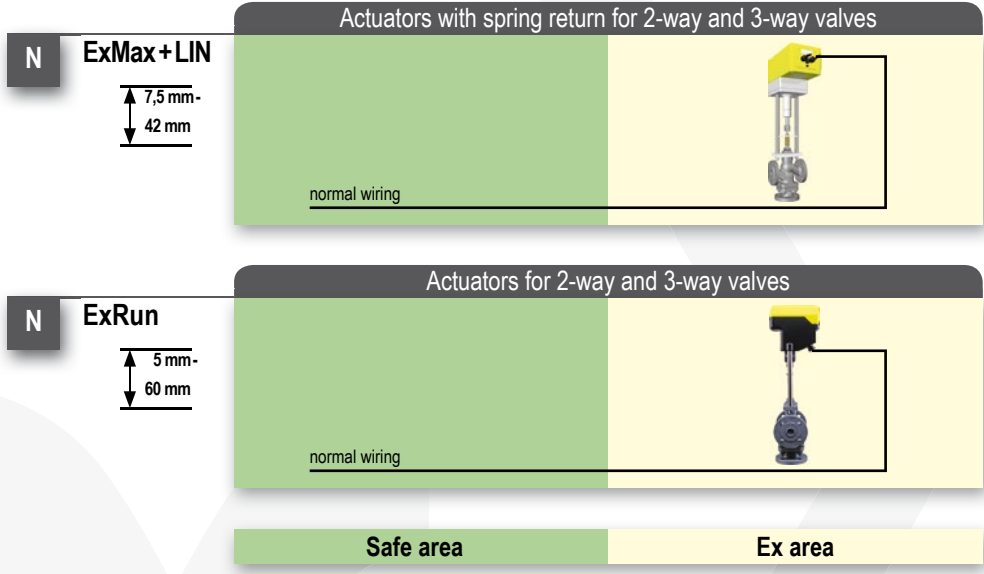 Actuators with spring return for 2-way and 3-way valves
N
ExMax+LIN
7,5 mm-
42 mm
normal wiring
Actuators for 2-way and 3-way valves
N
ExRun
5 mm-
60 mm
normal wiring
Safe area
Ex area